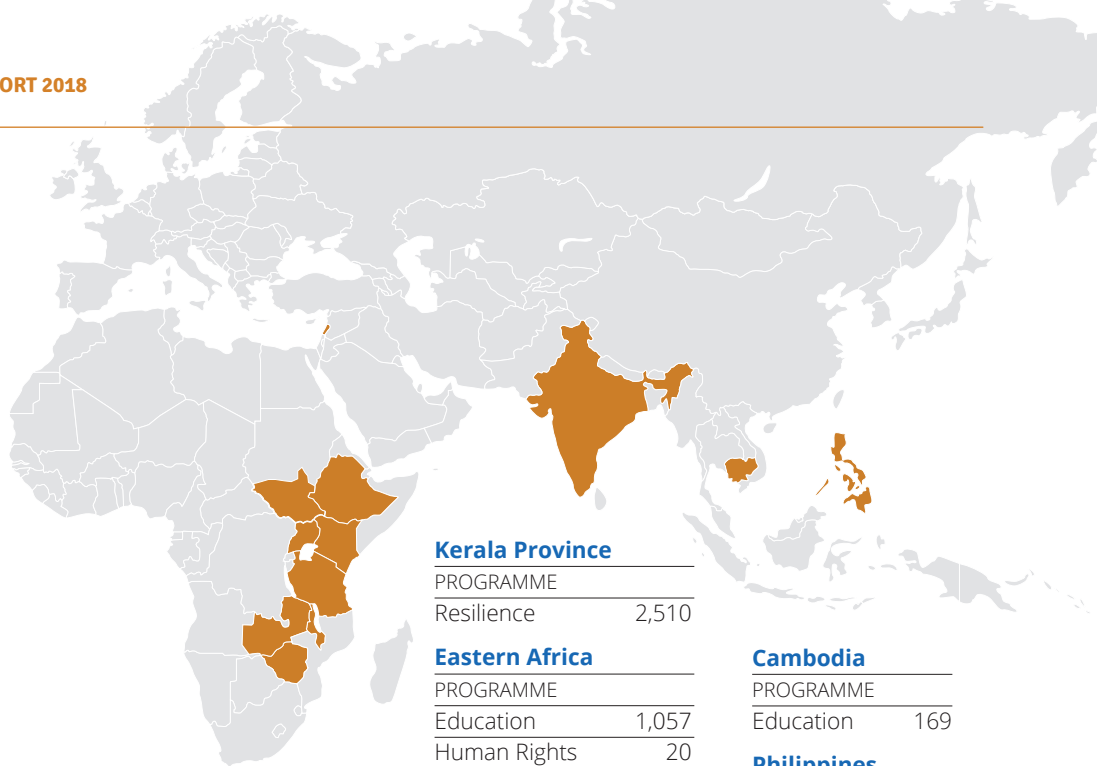 ORT 2018
Kerala Province
PROGRAMME
Resilience 2,510
Eastern Africa
PROGRAMME
Education 1,057
Human Rights 20
Cambodia
PROGRAMME
Education 169
Philippines